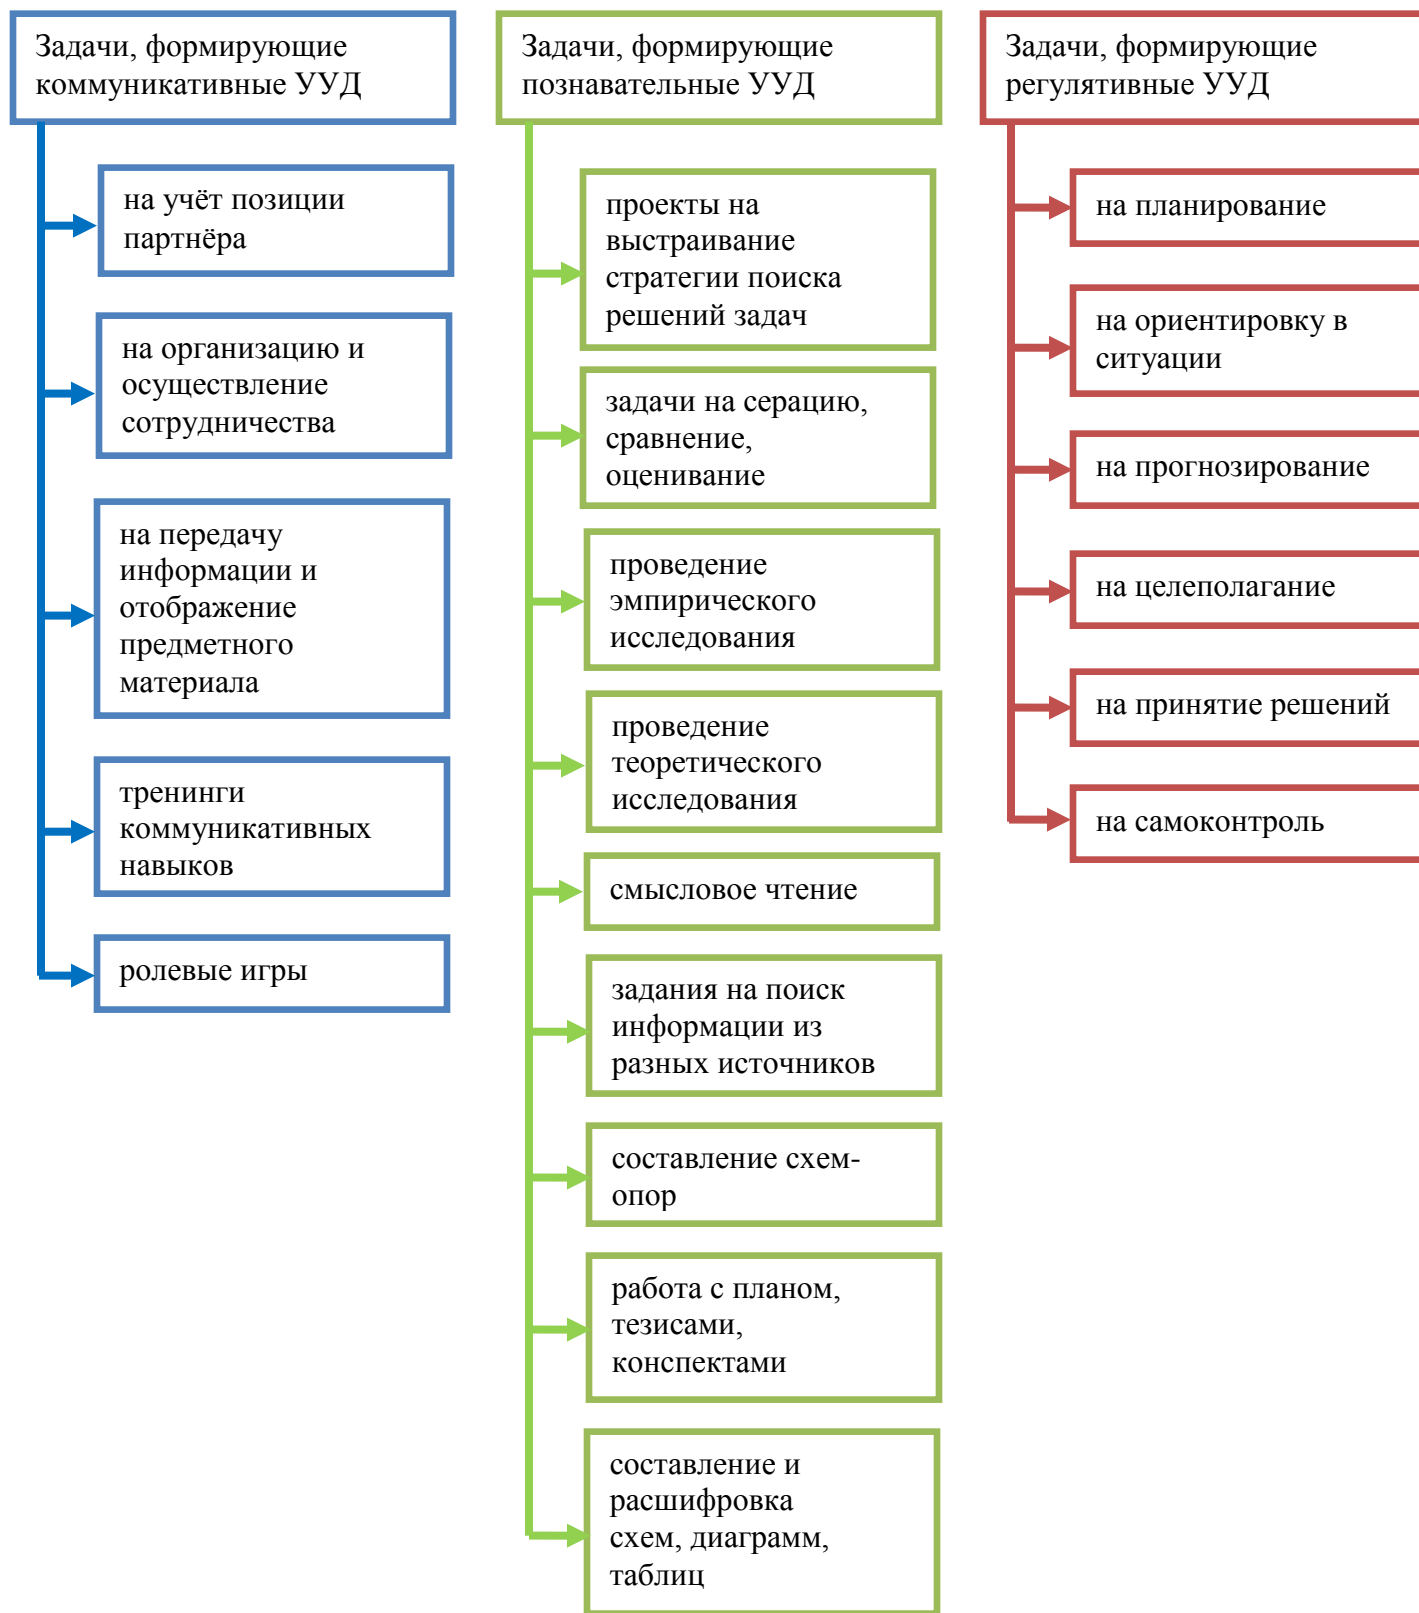 Задачи, формирующие
коммуникативные УУД
на учёт позиции
партнёра
на организацию и
осуществление
сотрудничества
на передачу
информации и
отображение
предметного
материала
тренинги
коммуникативных
навыков
ролевые игры
Задачи, формирующие
познавательные УУД
проекты на
выстраивание
стратегии поиска
решений задач
задачи на серацию,
сравнение,
оценивание
проведение
эмпирического
исследования
проведение
теоретического
исследования
смысловое чтение
задания на поиск
информации из
разных источников
составление схем-
опор
работа с планом,
тезисами,
конспектами
составление и
расшифровка
схем, диаграмм,
таблиц
Задачи, формирующие
регулятивные УУД
на планирование
на ориентировку в
ситуации
на прогнозирование
на целеполагание
на принятие решений
на самоконтроль